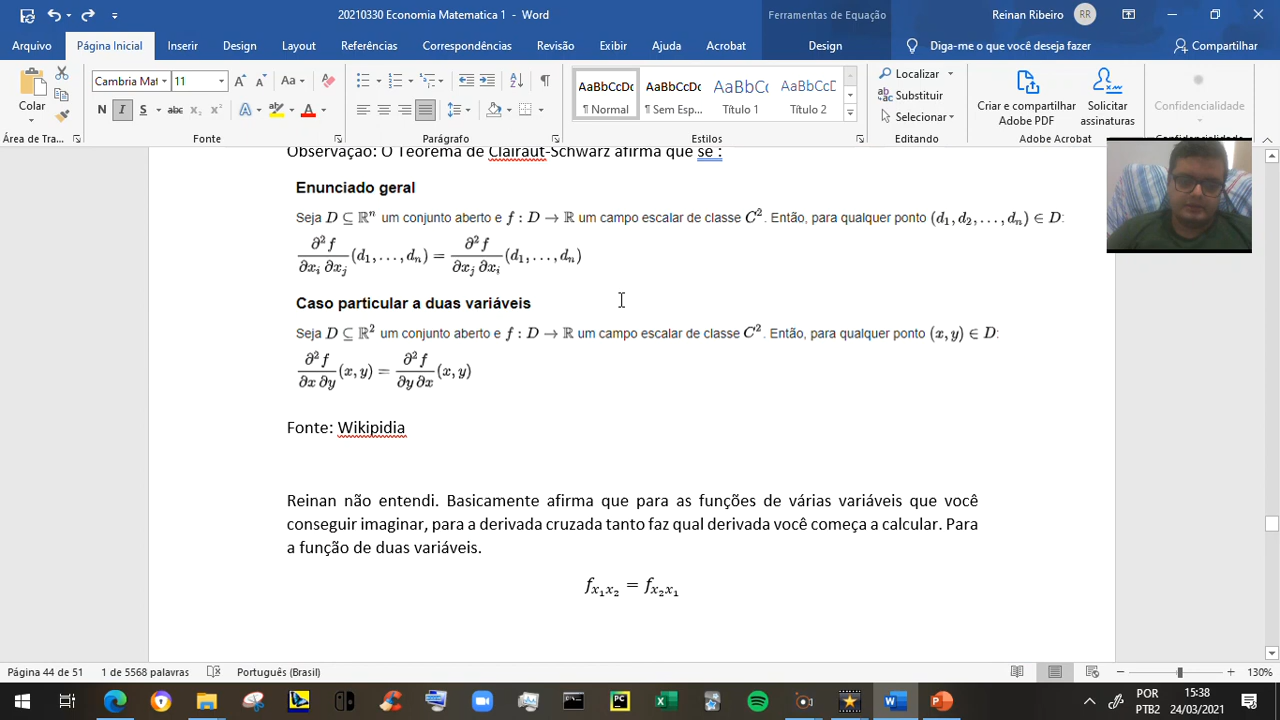 20210330 Economia Matematica 1 - Word
Ferramentas de Equação
Reinan Ribeiro RR
Arquivo Página Inicial Inserir Design Layout Referências Correspondências Revisão Exibir Ajuda Acrobat Design Diga-me o que você deseja fazer Compartilhar
Colar
Cambria Mat 11
N I S abc x₂ x²
Área de Tra... Fonte Parágrafo Estilos Adobe Acrobat Confidencialidade
AaBbCcDc AaBbCcDc AaBbCc AaBbCcD
¶ Normal ¶ Sem Esp... Título 1 Título 2
Localizar
Substituir
Selecionar
Editando
Criar e compartilhar Adobe PDF
Solicitar assinaturas
Confidencialidade
Observação: O Teorema de Clairaut-Schwarz afirma que se :
Enunciado geral
Seja D ⊆ ℝⁿ um conjunto aberto e f : D → ℝ um campo escalar de classe C². Então, para qualquer ponto (d₁, d₂, . . . , dₙ) ∈ D:
∂²f/∂xᵢ ∂xⱼ (d₁, . . . , dₙ) = ∂²f/∂xⱼ ∂xᵢ (d₁, . . . , dₙ)
Caso particular a duas variáveis
Seja D ⊆ ℝ² um conjunto aberto e f : D → ℝ um campo escalar de classe C². Então, para qualquer ponto (x, y) ∈ D:
∂²f/∂x ∂y (x, y) = ∂²f/∂y ∂x (x, y)
Fonte: Wikipidia
Reinan não entendi. Basicamente afirma que para as funções de várias variáveis que você
conseguir imaginar, para a derivada cruzada tanto faz qual derivada você começa a calcular. Para
a função de duas variáveis.
f_x₁x₂ = f_x₂x₁
Página 44 de 51 1 de 5568 palavras Português (Brasil) 130%
POR
PTB2
15:38
24/03/2021